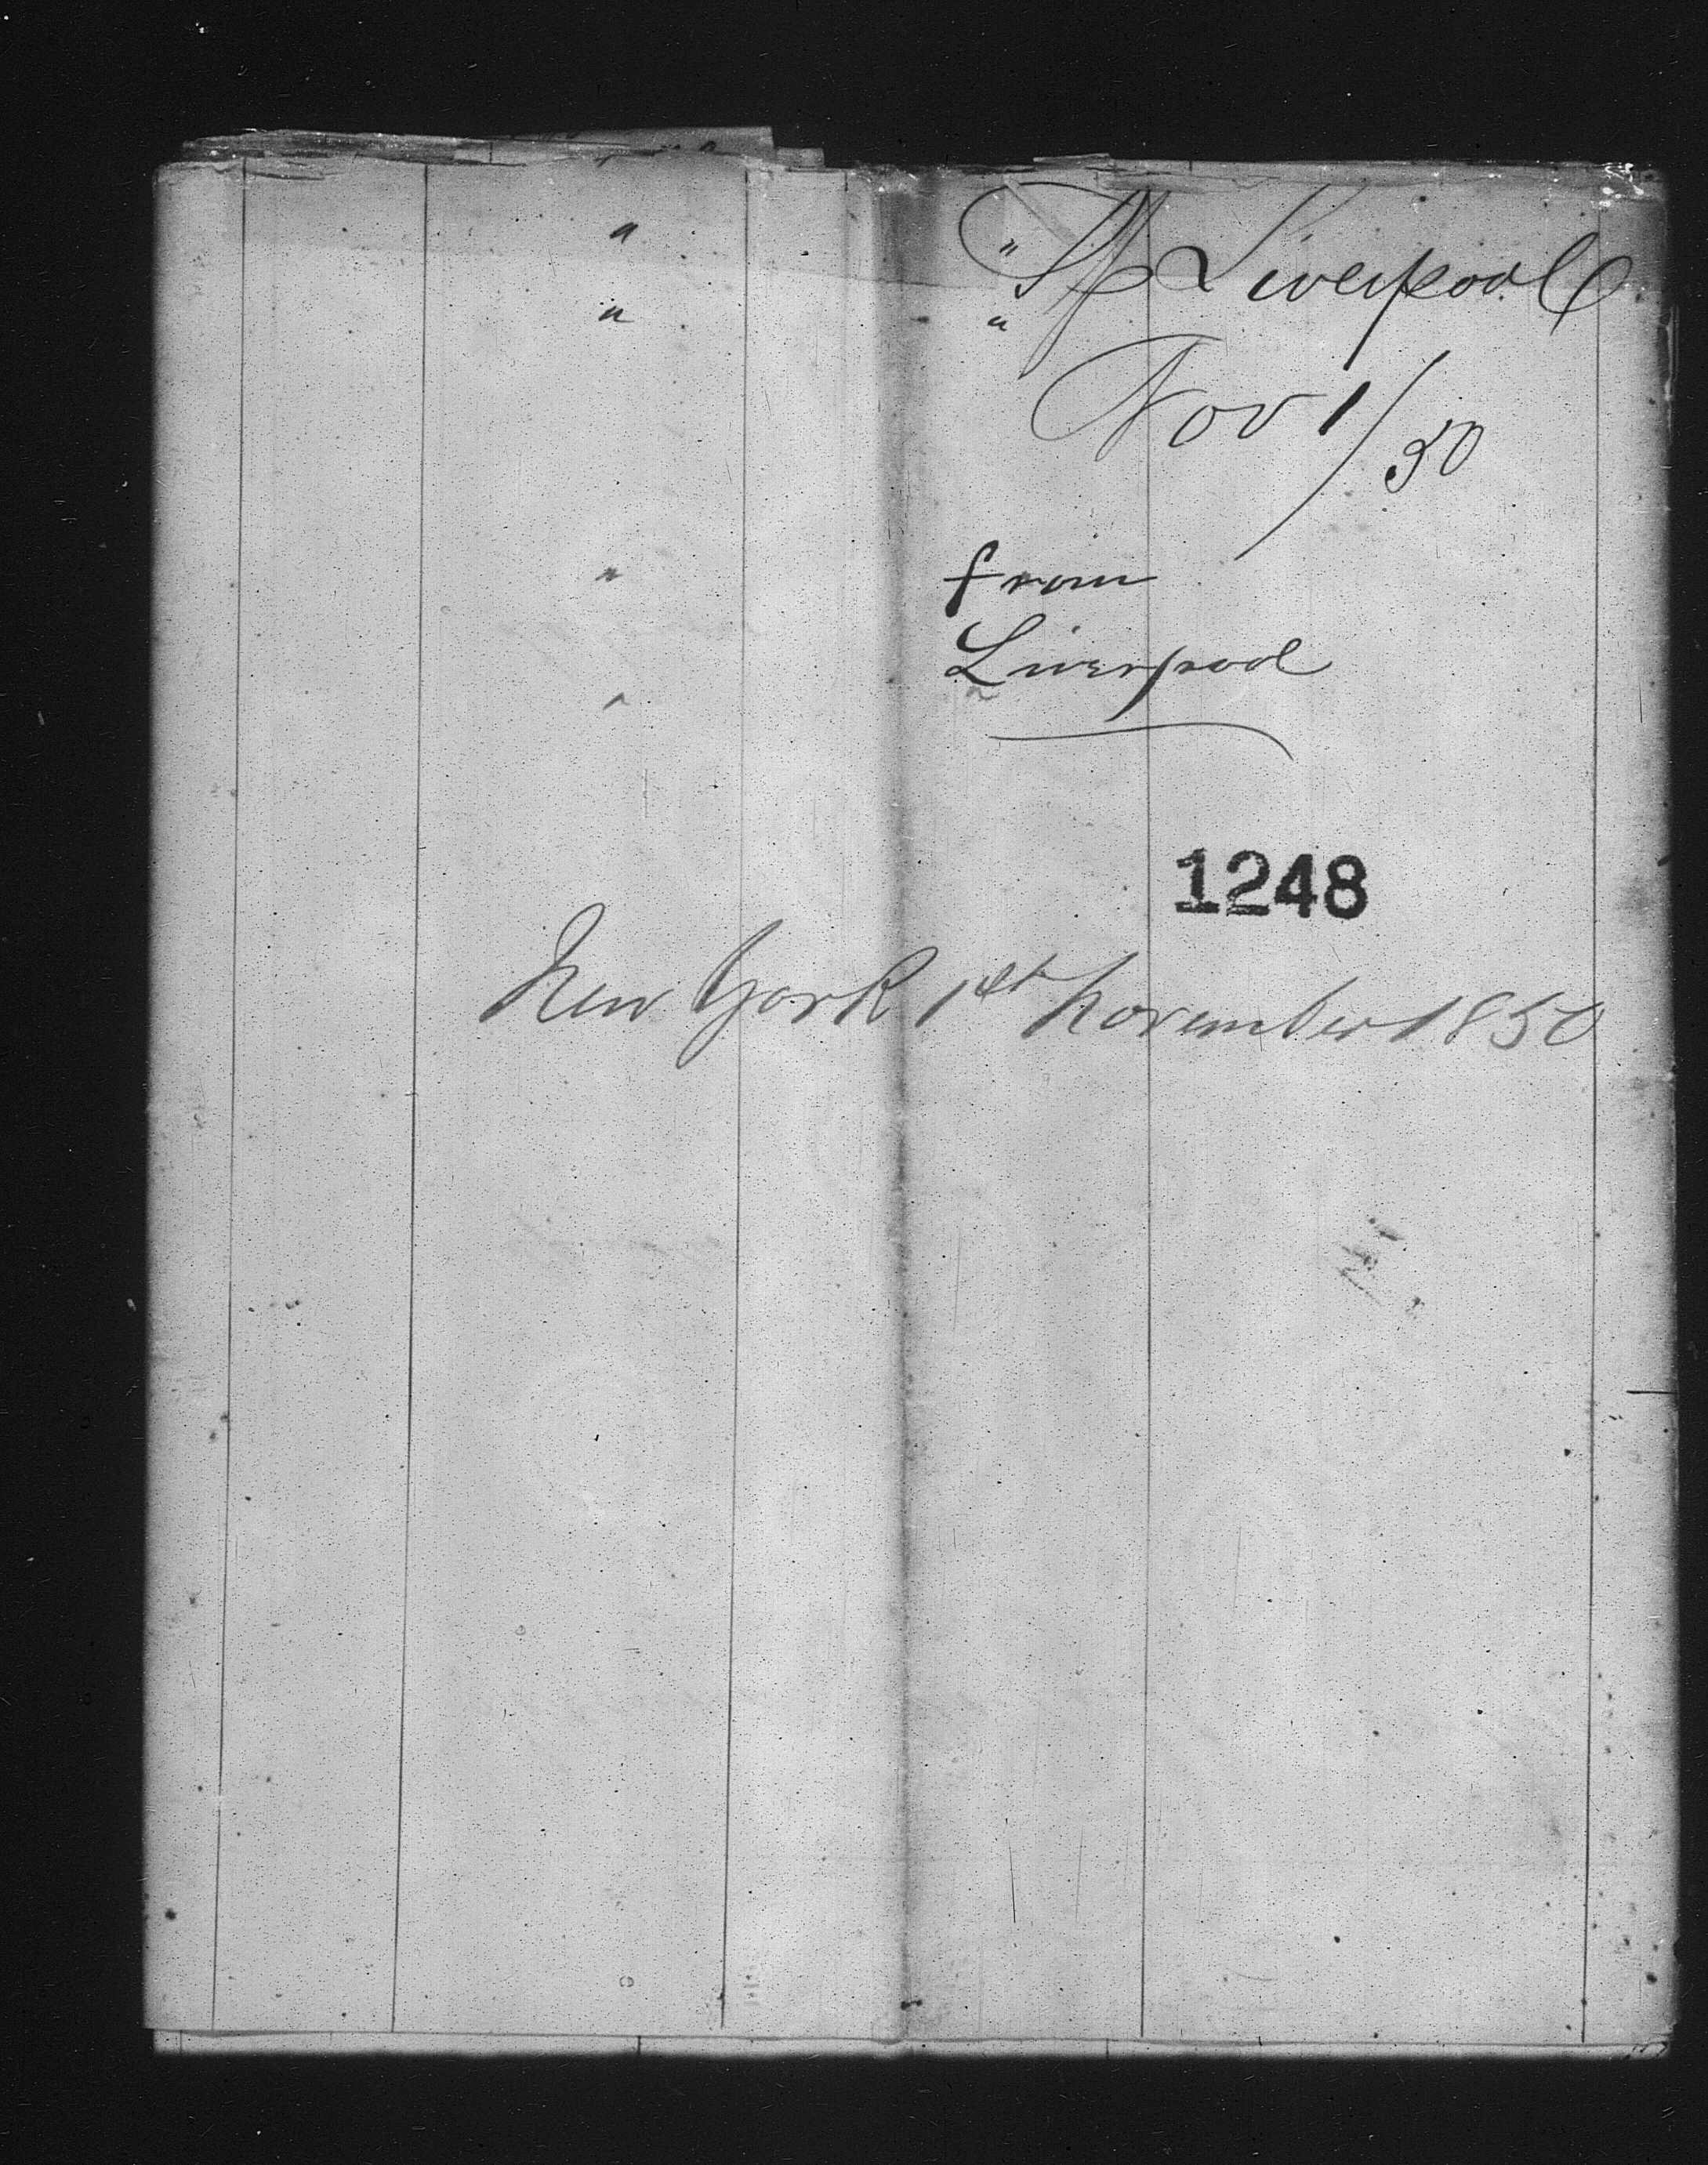 " " Liverpool
" "
Nov 1/50
"
from
Liverpool
1248
New York 1st November 1850